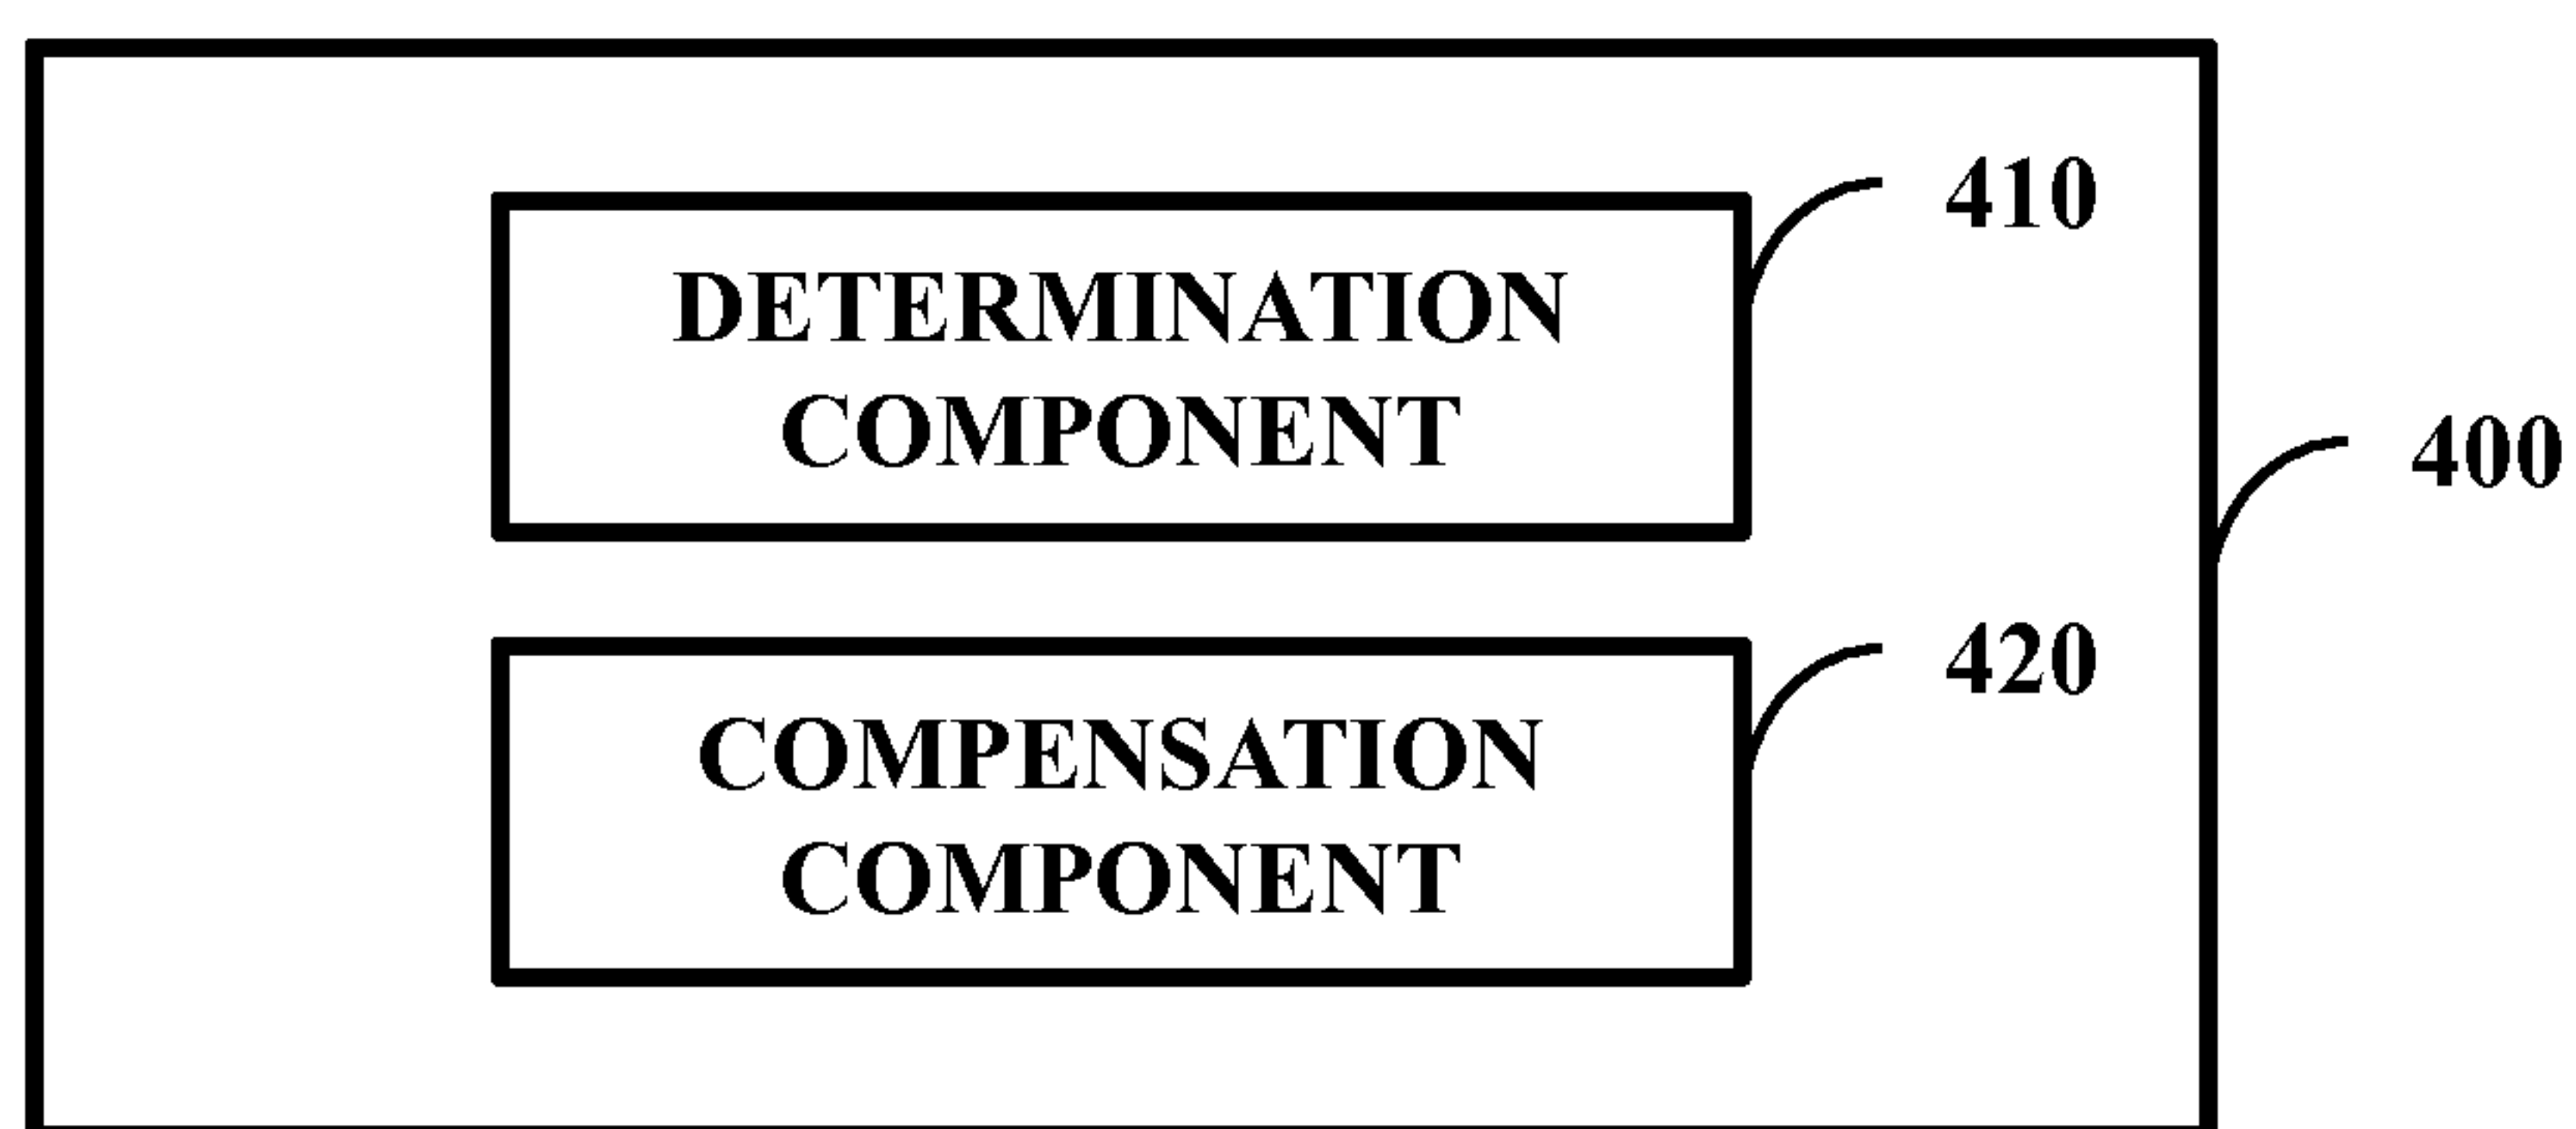 DETERMINATION
COMPONENT
410
400
COMPENSATION
COMPONENT
420